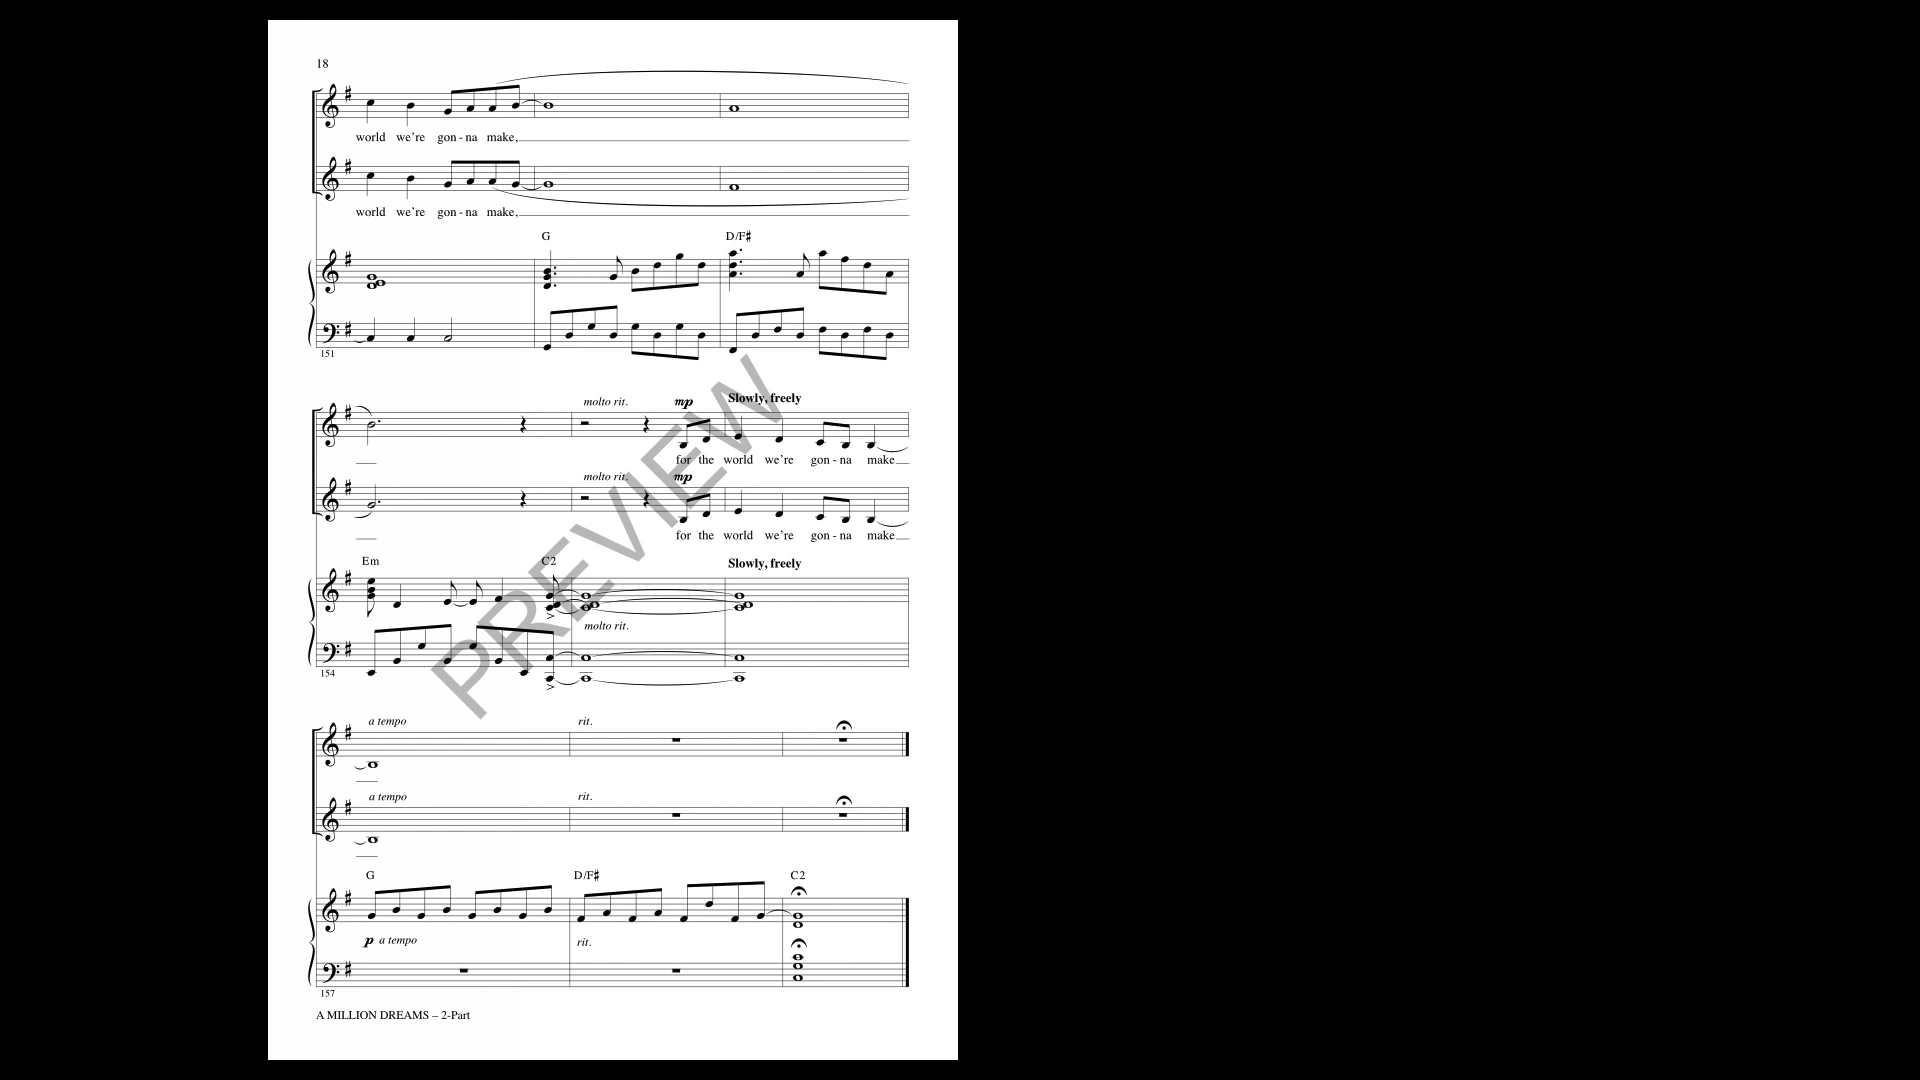 18
world we're gon - na make,
world we're gon - na make,
G D/F♯
151
molto rit. mp Slowly, freely
for the world we're gon - na make
molto rit. mp
for the world we're gon - na make
Em C2 Slowly, freely
molto rit.
154
PREVIEW
a tempo rit.
a tempo rit.
G D/F♯ C2
p a tempo rit.
157
A MILLION DREAMS – 2-Part